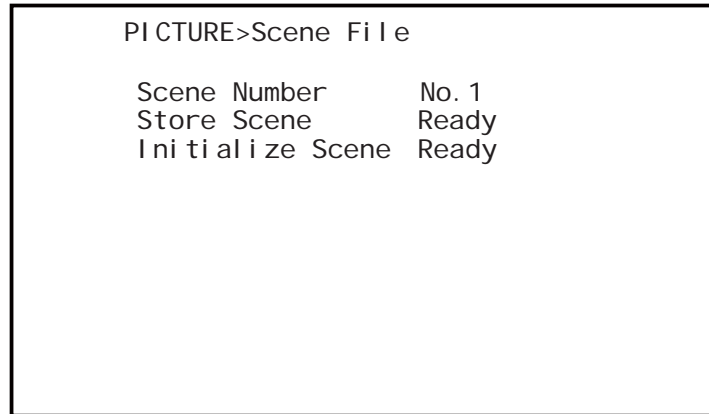 PICTURE>Scene File
Scene Number No.1
Store Scene Ready
Initialize Scene Ready